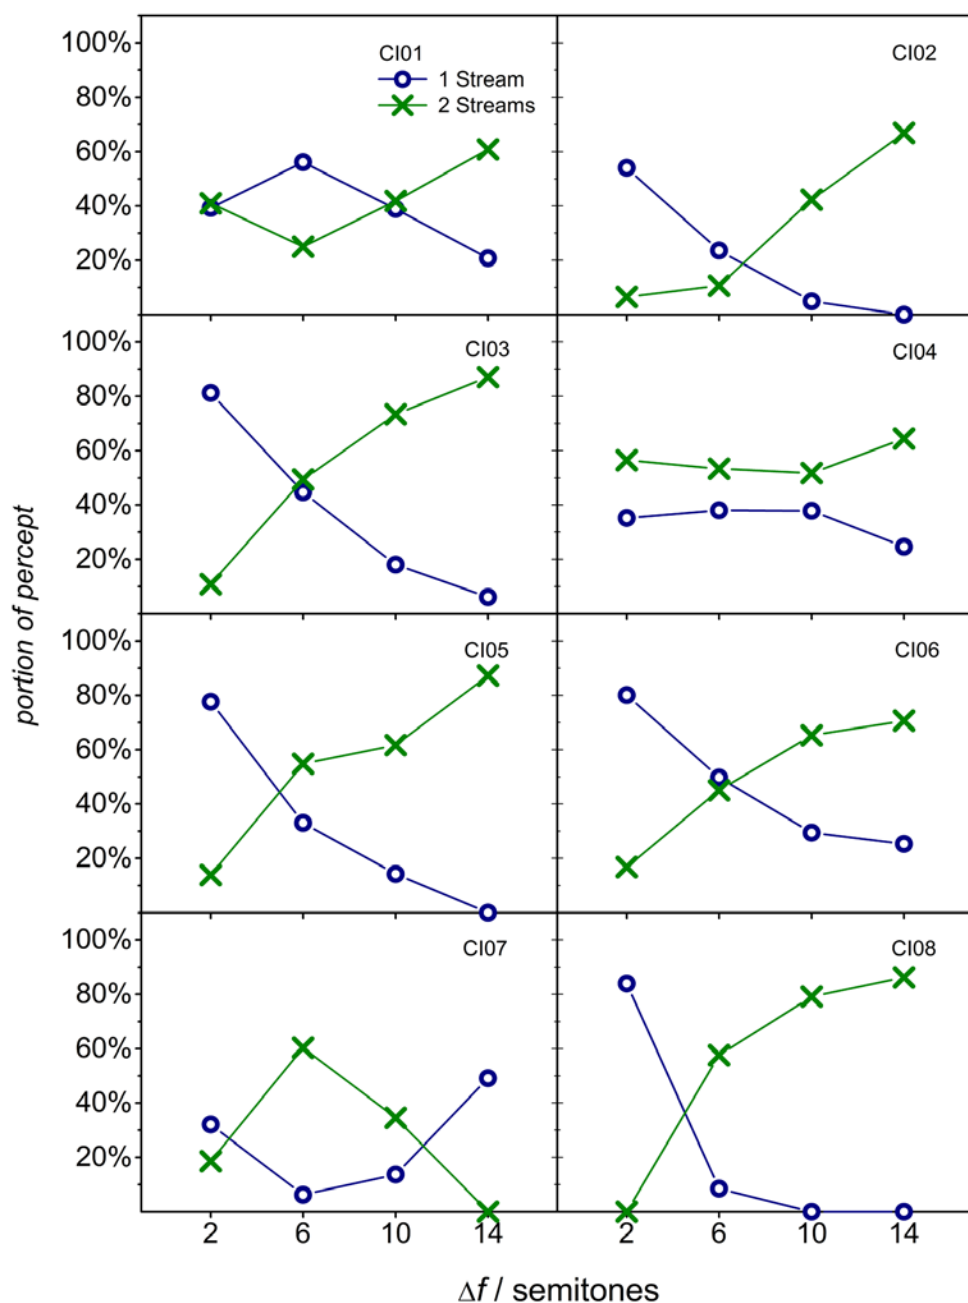 CI01
1 Stream
2 Streams
100%
80%
60%
40%
20%
CI02
CI03
100%
80%
60%
40%
20%
CI04
CI05
100%
80%
60%
40%
20%
CI06
CI07
100%
80%
60%
40%
20%
CI08
portion of percept
2 6 10 14
2 6 10 14
Δf / semitones